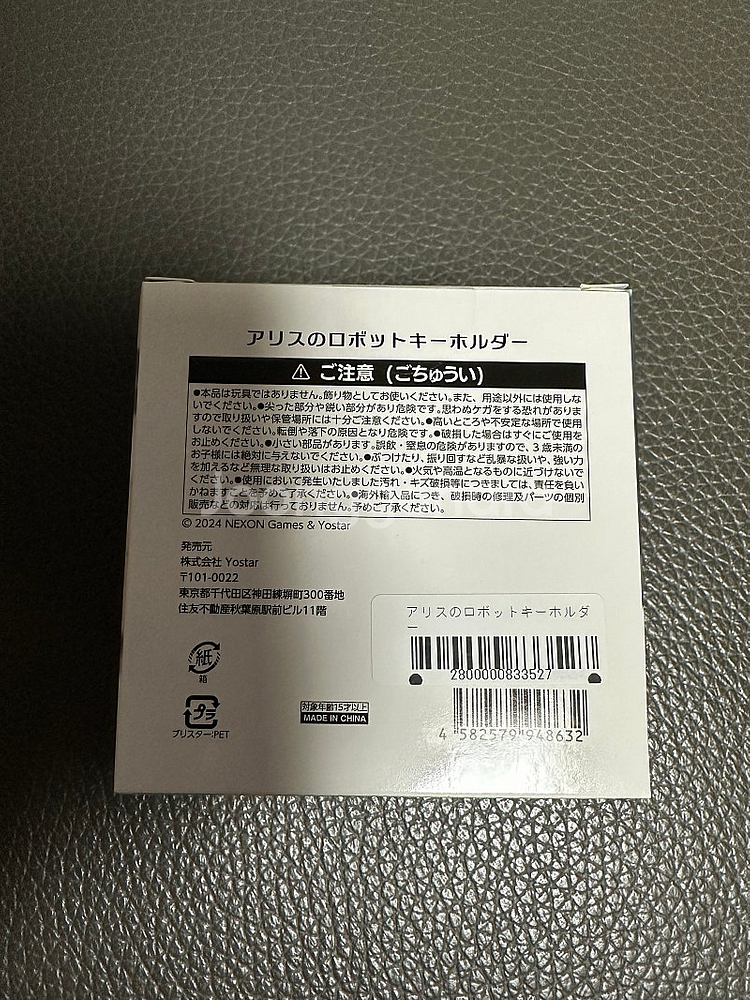 アリスのロボットキーホルダー
⚠ ご注意 (ごちゅうい)
●本品は玩具ではありません。飾り物としてお使いください。また、用途以外には使用しな
いでください。●尖った部分や鋭い部分があり危険です。思わぬケガをする恐れがありま
すので取り扱いや保管場所には十分ご注意ください。●高いところや不安定な場所で使用
しないでください。転倒や落下の原因となり危険です。●破損した場合はすぐにご使用を
お止めください。●小さい部品があります。誤飲・窒息の危険がありますので、3歳未満の
お子様には絶対に与えないでください。●ぶつけたり、振り回すなど乱暴な扱いや、強い力
を加えるなど無理な取り扱いはお止めください。●火気や高温となるものに近づけないで
ください。●使用において発生いたしました汚れ・キズ破損等につきましては、責任を負い
かねますことを予めご了承ください。●海外輸入品につき、破損時の修理及パーツの個別
販売などの対応は行っておりません。予めご了承ください。
© 2024 NEXON Games & Yostar
発売元
株式会社 Yostar
〒101-0022
東京都千代田区神田練塀町300番地
住友不動産秋葉原駅前ビル11階
アリスのロボットキーホルダ
ー
2800000833527
4 582579 948632
紙
箱
プラ
ブリスター:PET
対象年齢15才以上
MADE IN CHINA